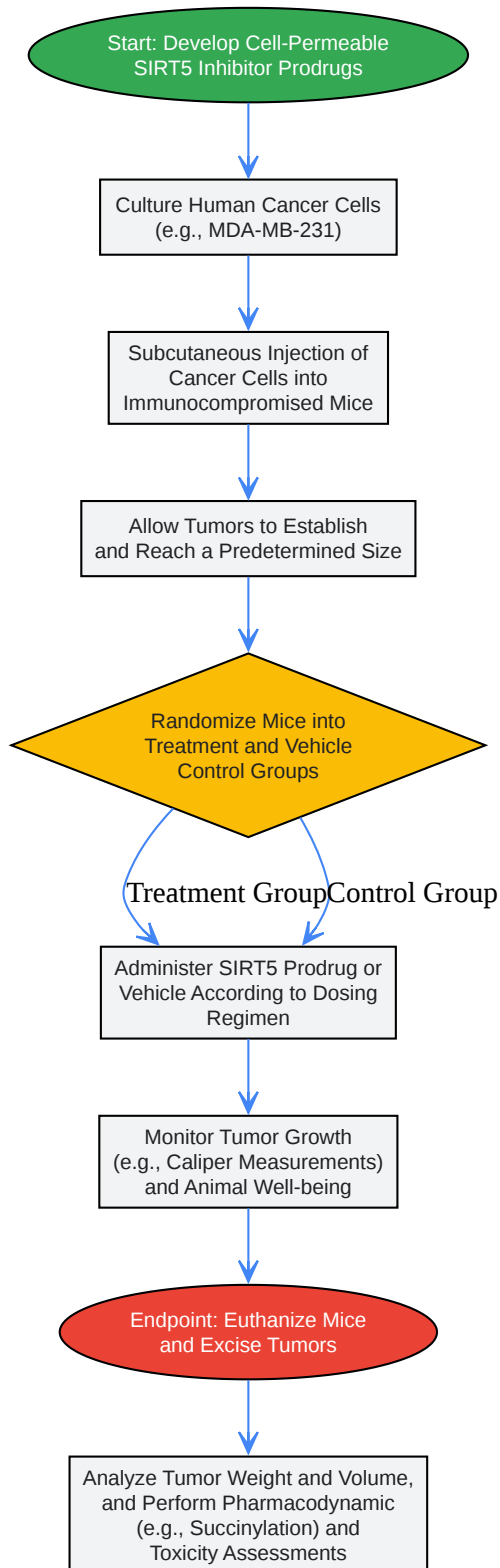 Start: Develop Cell-Permeable
SIRT5 Inhibitor Prodrugs
Culture Human Cancer Cells
(e.g., MDA-MB-231)
Subcutaneous Injection of
Cancer Cells into
Immunocompromised Mice
Allow Tumors to Establish
and Reach a Predetermined Size
Randomize Mice into
Treatment and Vehicle
Control Groups
Treatment Group
Control Group
Administer SIRT5 Prodrug or
Vehicle According to Dosing
Regimen
Monitor Tumor Growth
(e.g., Caliper Measurements)
and Animal Well-being
Endpoint: Euthanize Mice
and Excise Tumors
Analyze Tumor Weight and Volume,
and Perform Pharmacodynamic
(e.g., Succinylation) and
Toxicity Assessments